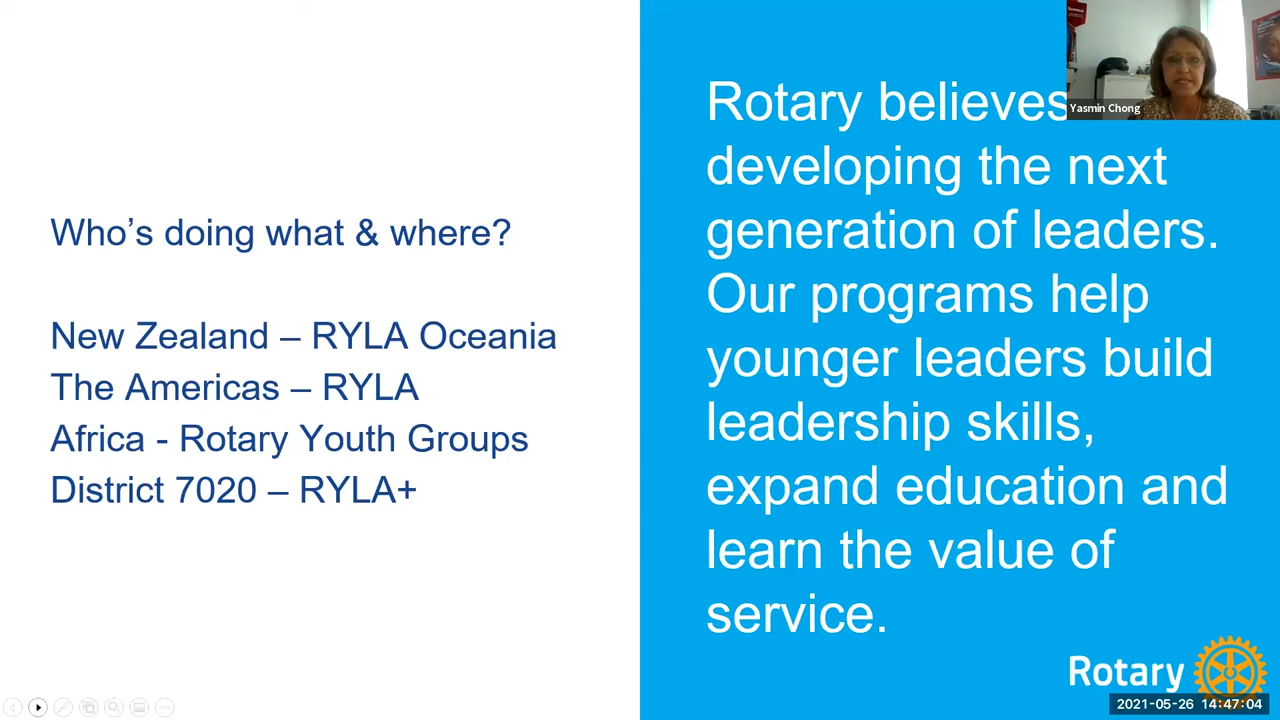 Who’s doing what & where?
New Zealand – RYLA Oceania
The Americas – RYLA
Africa - Rotary Youth Groups
District 7020 – RYLA+
Rotary believes
developing the next
generation of leaders.
Our programs help
younger leaders build
leadership skills,
expand education and
learn the value of
service.
Yasmin Chong
Rotary
2021-05-26 14:47:04